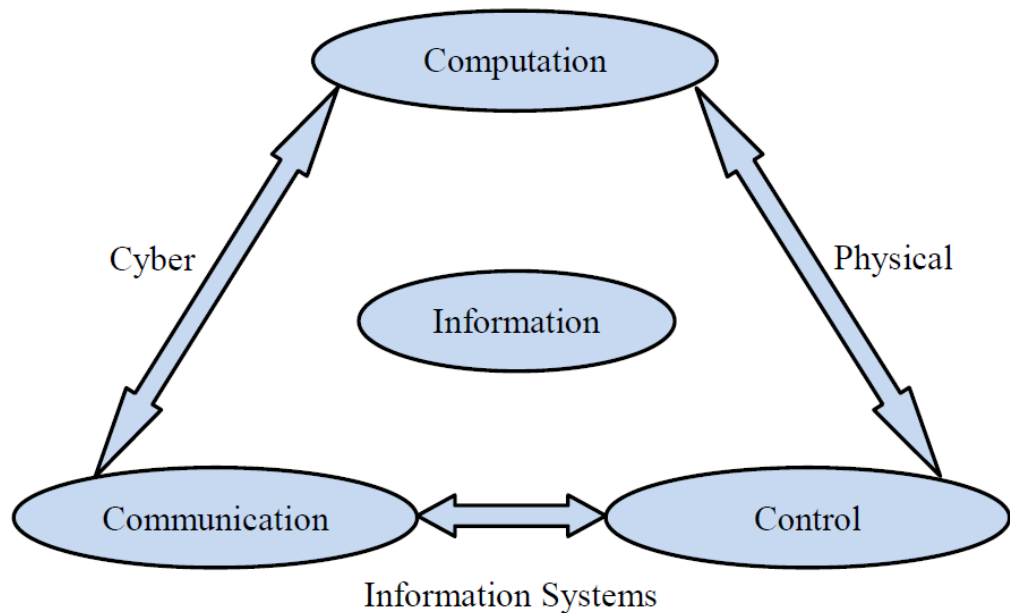 Computation
Cyber
Physical
Information
Communication
Control
Information Systems